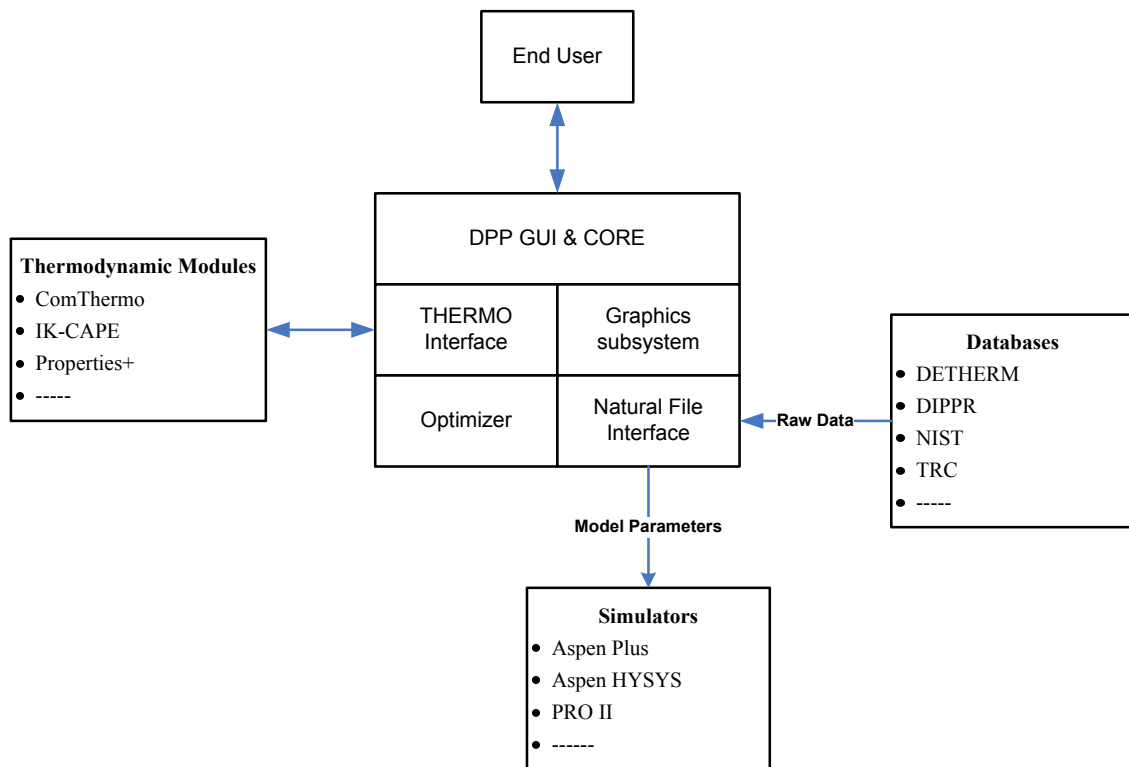 End User
DPP GUI & CORE
THERMO
Interface
Graphics
subsystem
Optimizer
Natural File
Interface
Thermodynamic Modules
• ComThermo
• IK-CAPE
• Properties+
• -----
Raw Data
Databases
• DETHERM
• DIPPR
• NIST
• TRC
• -----
Model Parameters
Simulators
• Aspen Plus
• Aspen HYSYS
• PRO II
• ------